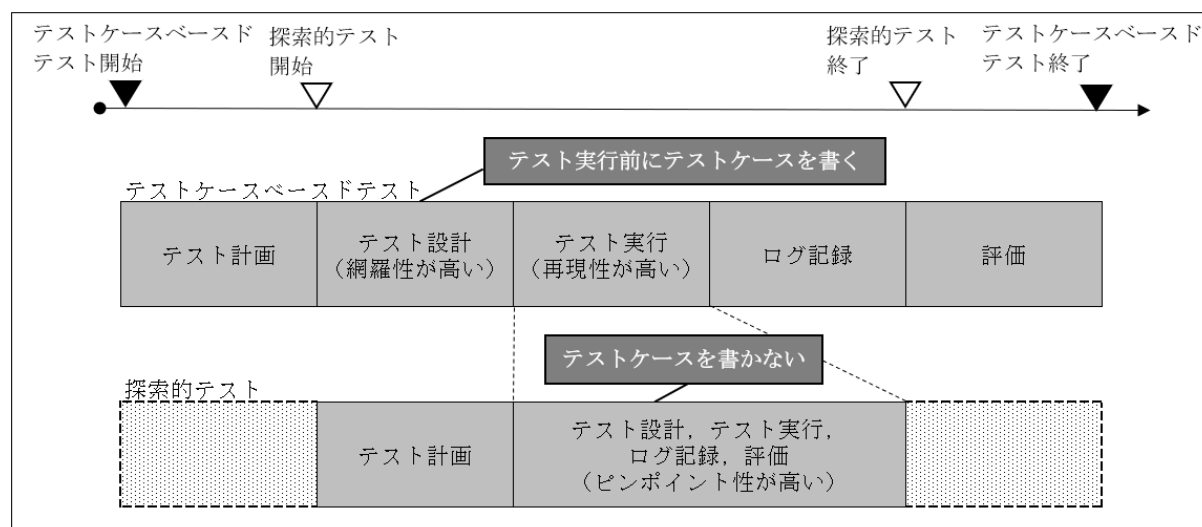 テストケースベースド
テスト開始
探索的テスト
開始
探索的テスト
終了
テストケースベースド
テスト終了
テスト実行前にテストケースを書く
テストケースベースドテスト
テスト計画
テスト設計
（網羅性が高い）
テスト実行
（再現性が高い）
ログ記録
評価
テストケースを書かない
探索的テスト
テスト計画
テスト設計，テスト実行，
ログ記録，評価
（ピンポイント性が高い）